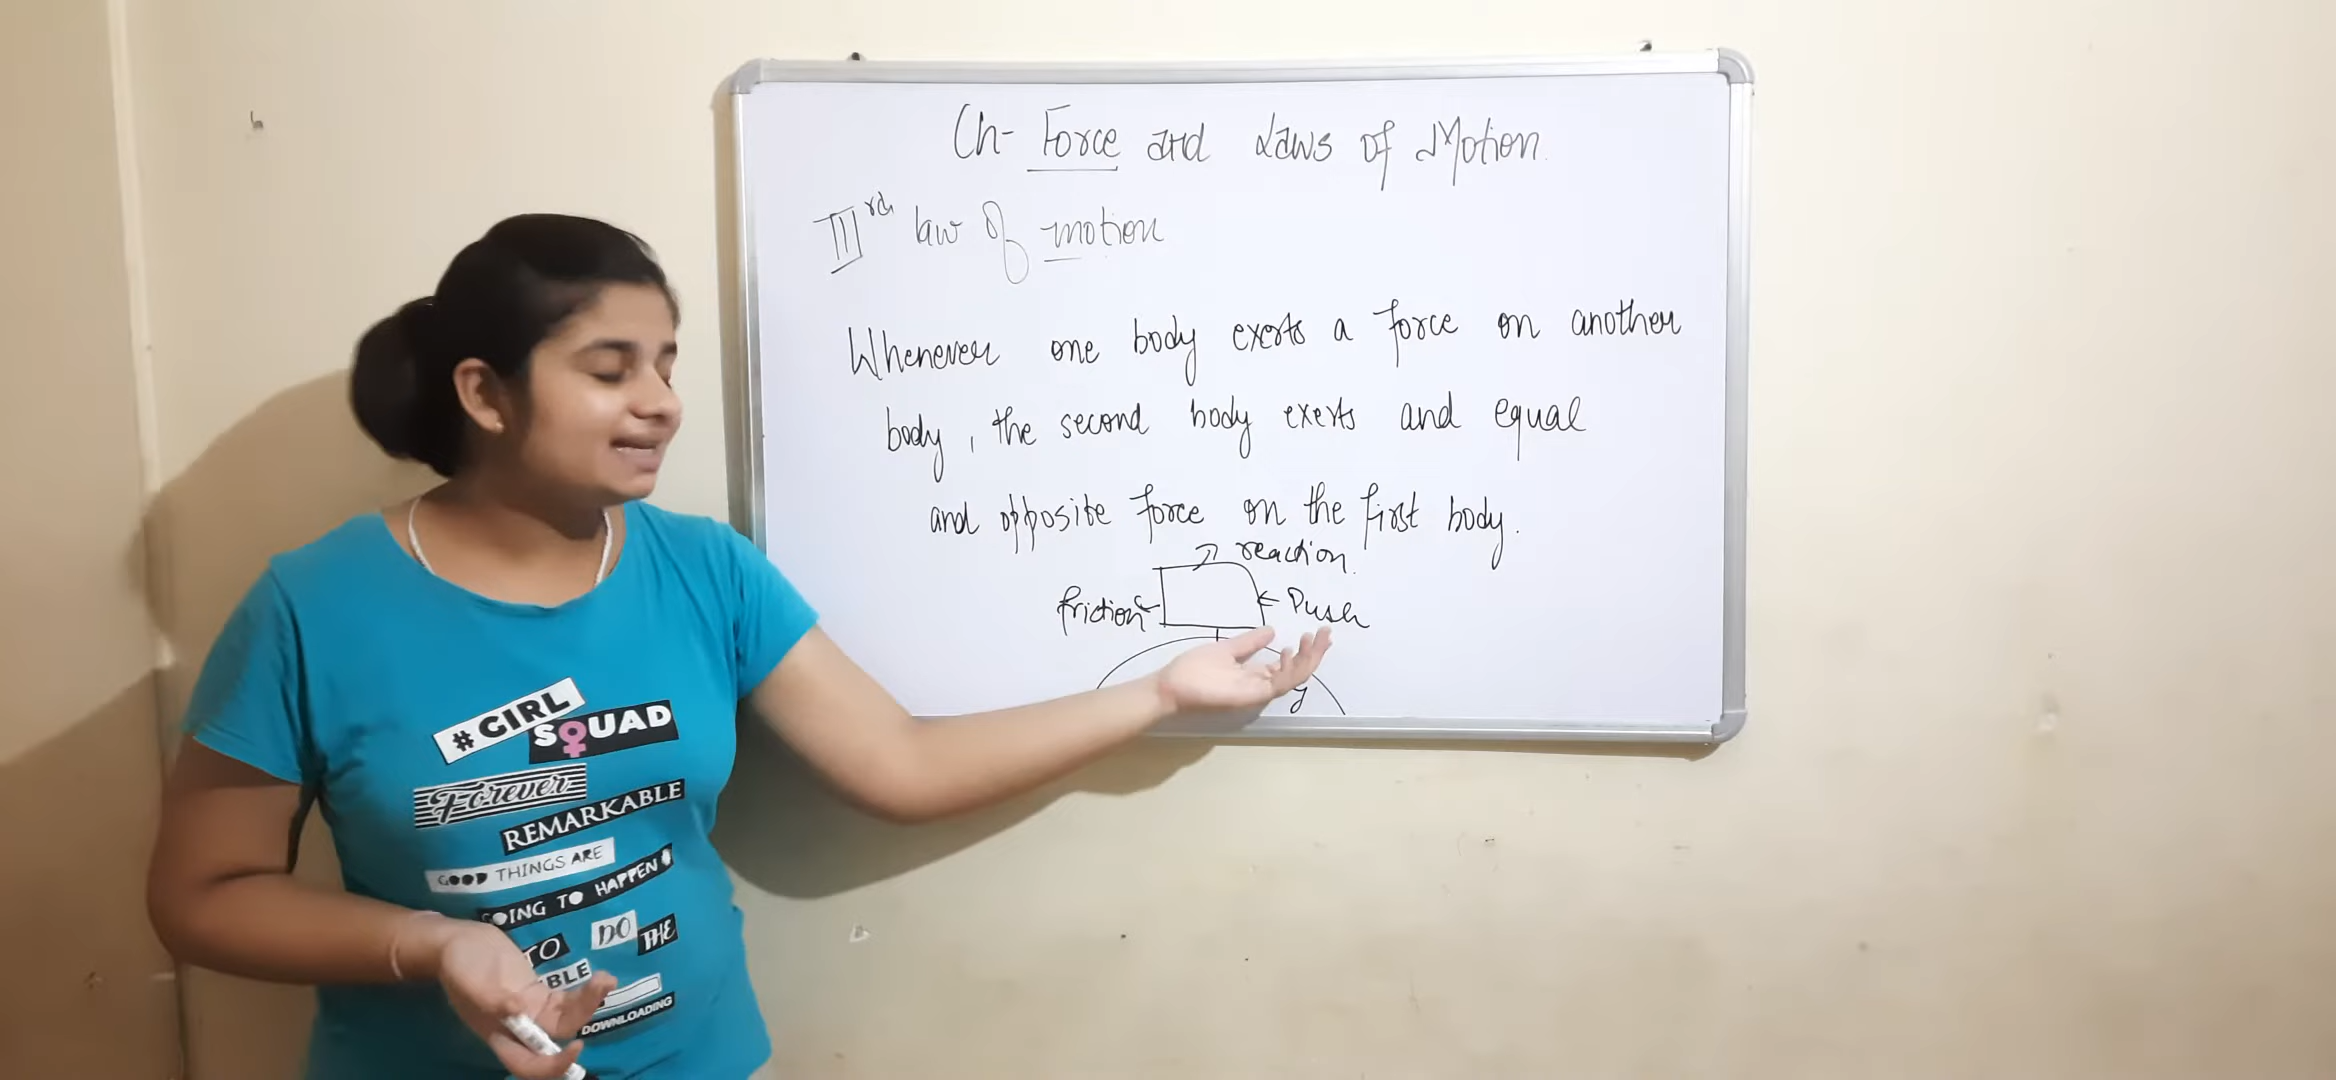 Ch- Force and Laws of Motion.
III rd law of motion
Whenever one body exerts a force on another
body, the second body exerts and equal
and opposite force on the first body.
reaction.
friction
Push
y
#GIRL
SQUAD
Forever
REMARKABLE
GOOD THINGS ARE
GOING TO HAPPEN
TO DO THE
BLE
DOWNLOADING